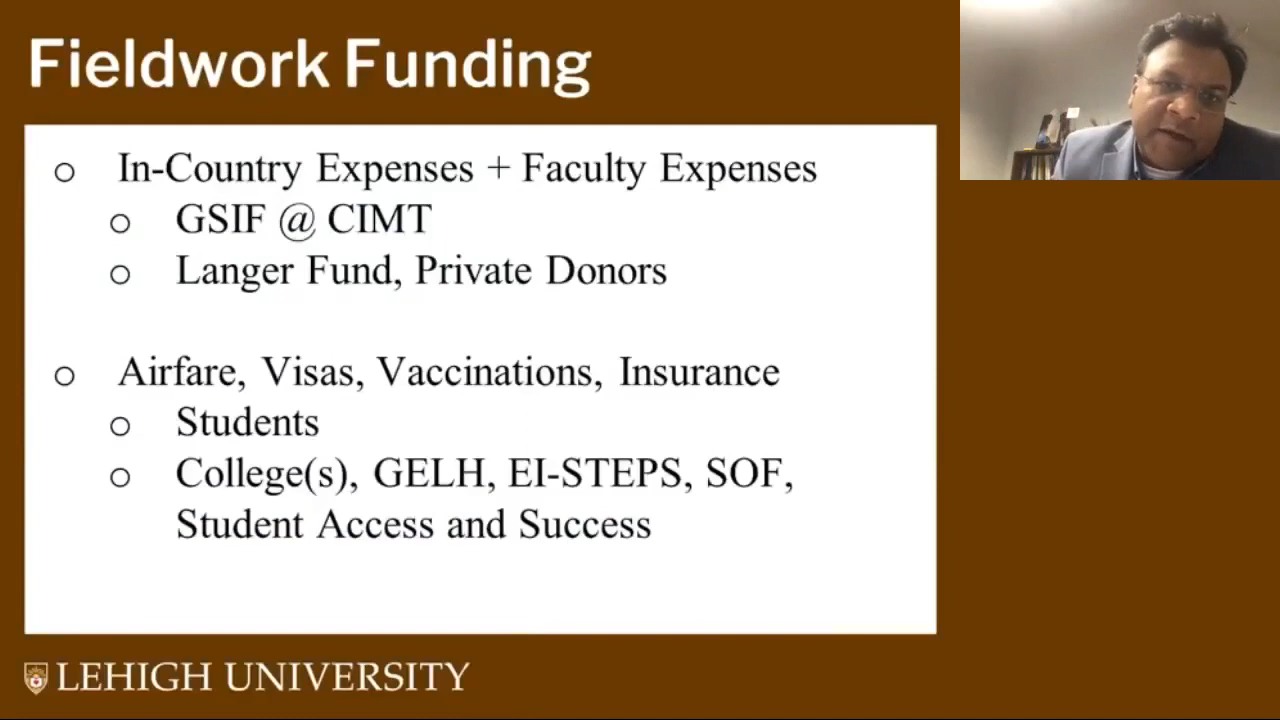 Fieldwork Funding
o In-Country Expenses + Faculty Expenses
o GSIF @ CIMT
o Langer Fund, Private Donors
o Airfare, Visas, Vaccinations, Insurance
o Students
o College(s), GELH, EI-STEPS, SOF,
Student Access and Success
LEHIGH UNIVERSITY